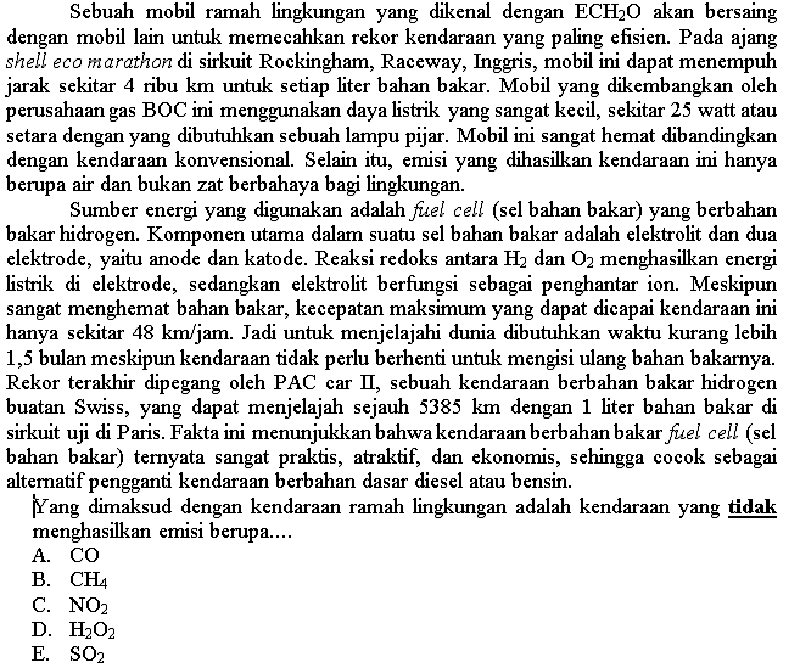 Sebuah mobil ramah lingkungan yang dikenal dengan ECH₂O akan bersaing
dengan mobil lain untuk memecahkan rekor kendaraan yang paling efisien. Pada ajang
shell eco marathon di sirkuit Rockingham, Raceway, Inggris, mobil ini dapat menempuh
jarak sekitar 4 ribu km untuk setiap liter bahan bakar. Mobil yang dikembangkan oleh
perusahaan gas BOC ini menggunakan daya listrik yang sangat kecil, sekitar 25 watt atau
setara dengan yang dibutuhkan sebuah lampu pijar. Mobil ini sangat hemat dibandingkan
dengan kendaraan konvensional. Selain itu, emisi yang dihasilkan kendaraan ini hanya
berupa air dan bukan zat berbahaya bagi lingkungan.
Sumber energi yang digunakan adalah fuel cell (sel bahan bakar) yang berbahan
bakar hidrogen. Komponen utama dalam suatu sel bahan bakar adalah elektrolit dan dua
elektrode, yaitu anode dan katode. Reaksi redoks antara H₂ dan O₂ menghasilkan energi
listrik di elektrode, sedangkan elektrolit berfungsi sebagai penghantar ion. Meskipun
sangat menghemat bahan bakar, kecepatan maksimum yang dapat dicapai kendaraan ini
hanya sekitar 48 km/jam. Jadi untuk menjelajahi dunia dibutuhkan waktu kurang lebih
1,5 bulan meskipun kendaraan tidak perlu berhenti untuk mengisi ulang bahan bakarnya.
Rekor terakhir dipegang oleh PAC car II, sebuah kendaraan berbahan bakar hidrogen
buatan Swiss, yang dapat menjelajah sejauh 5385 km dengan 1 liter bahan bakar di
sirkuit uji di Paris. Fakta ini menunjukkan bahwa kendaraan berbahan bakar fuel cell (sel
bahan bakar) ternyata sangat praktis, atraktif, dan ekonomis, sehingga cocok sebagai
alternatif pengganti kendaraan berbahan dasar diesel atau bensin.
Yang dimaksud dengan kendaraan ramah lingkungan adalah kendaraan yang tidak
menghasilkan emisi berupa....
A. CO
B. CH₄
C. NO₂
D. H₂O₂
E. SO₂